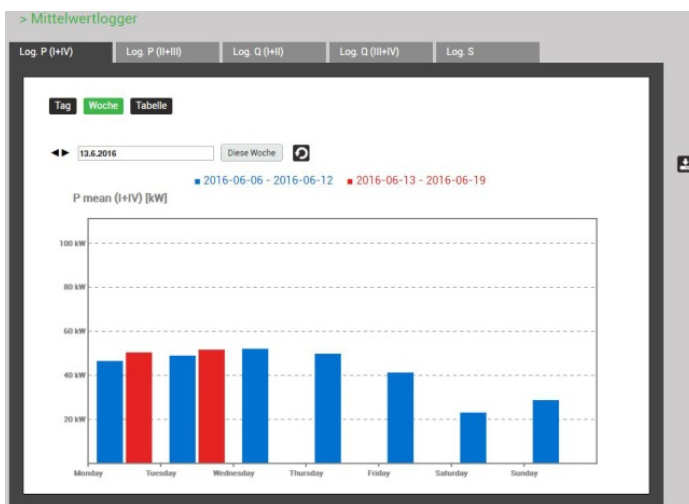 > Mittelwertlogger
Log. P (I+IV) Log. P (II+III) Log. Q (I+II) Log. Q (III+IV) Log. S
Tag Woche Tabelle
13.6.2016 Diese Woche
2016-06-06 - 2016-06-12 2016-06-13 - 2016-06-19
P mean (I+IV) [kW]
100 kW
80 kW
60 kW
40 kW
20 kW
Monday Tuesday Wednesday Thursday Friday Saturday Sunday